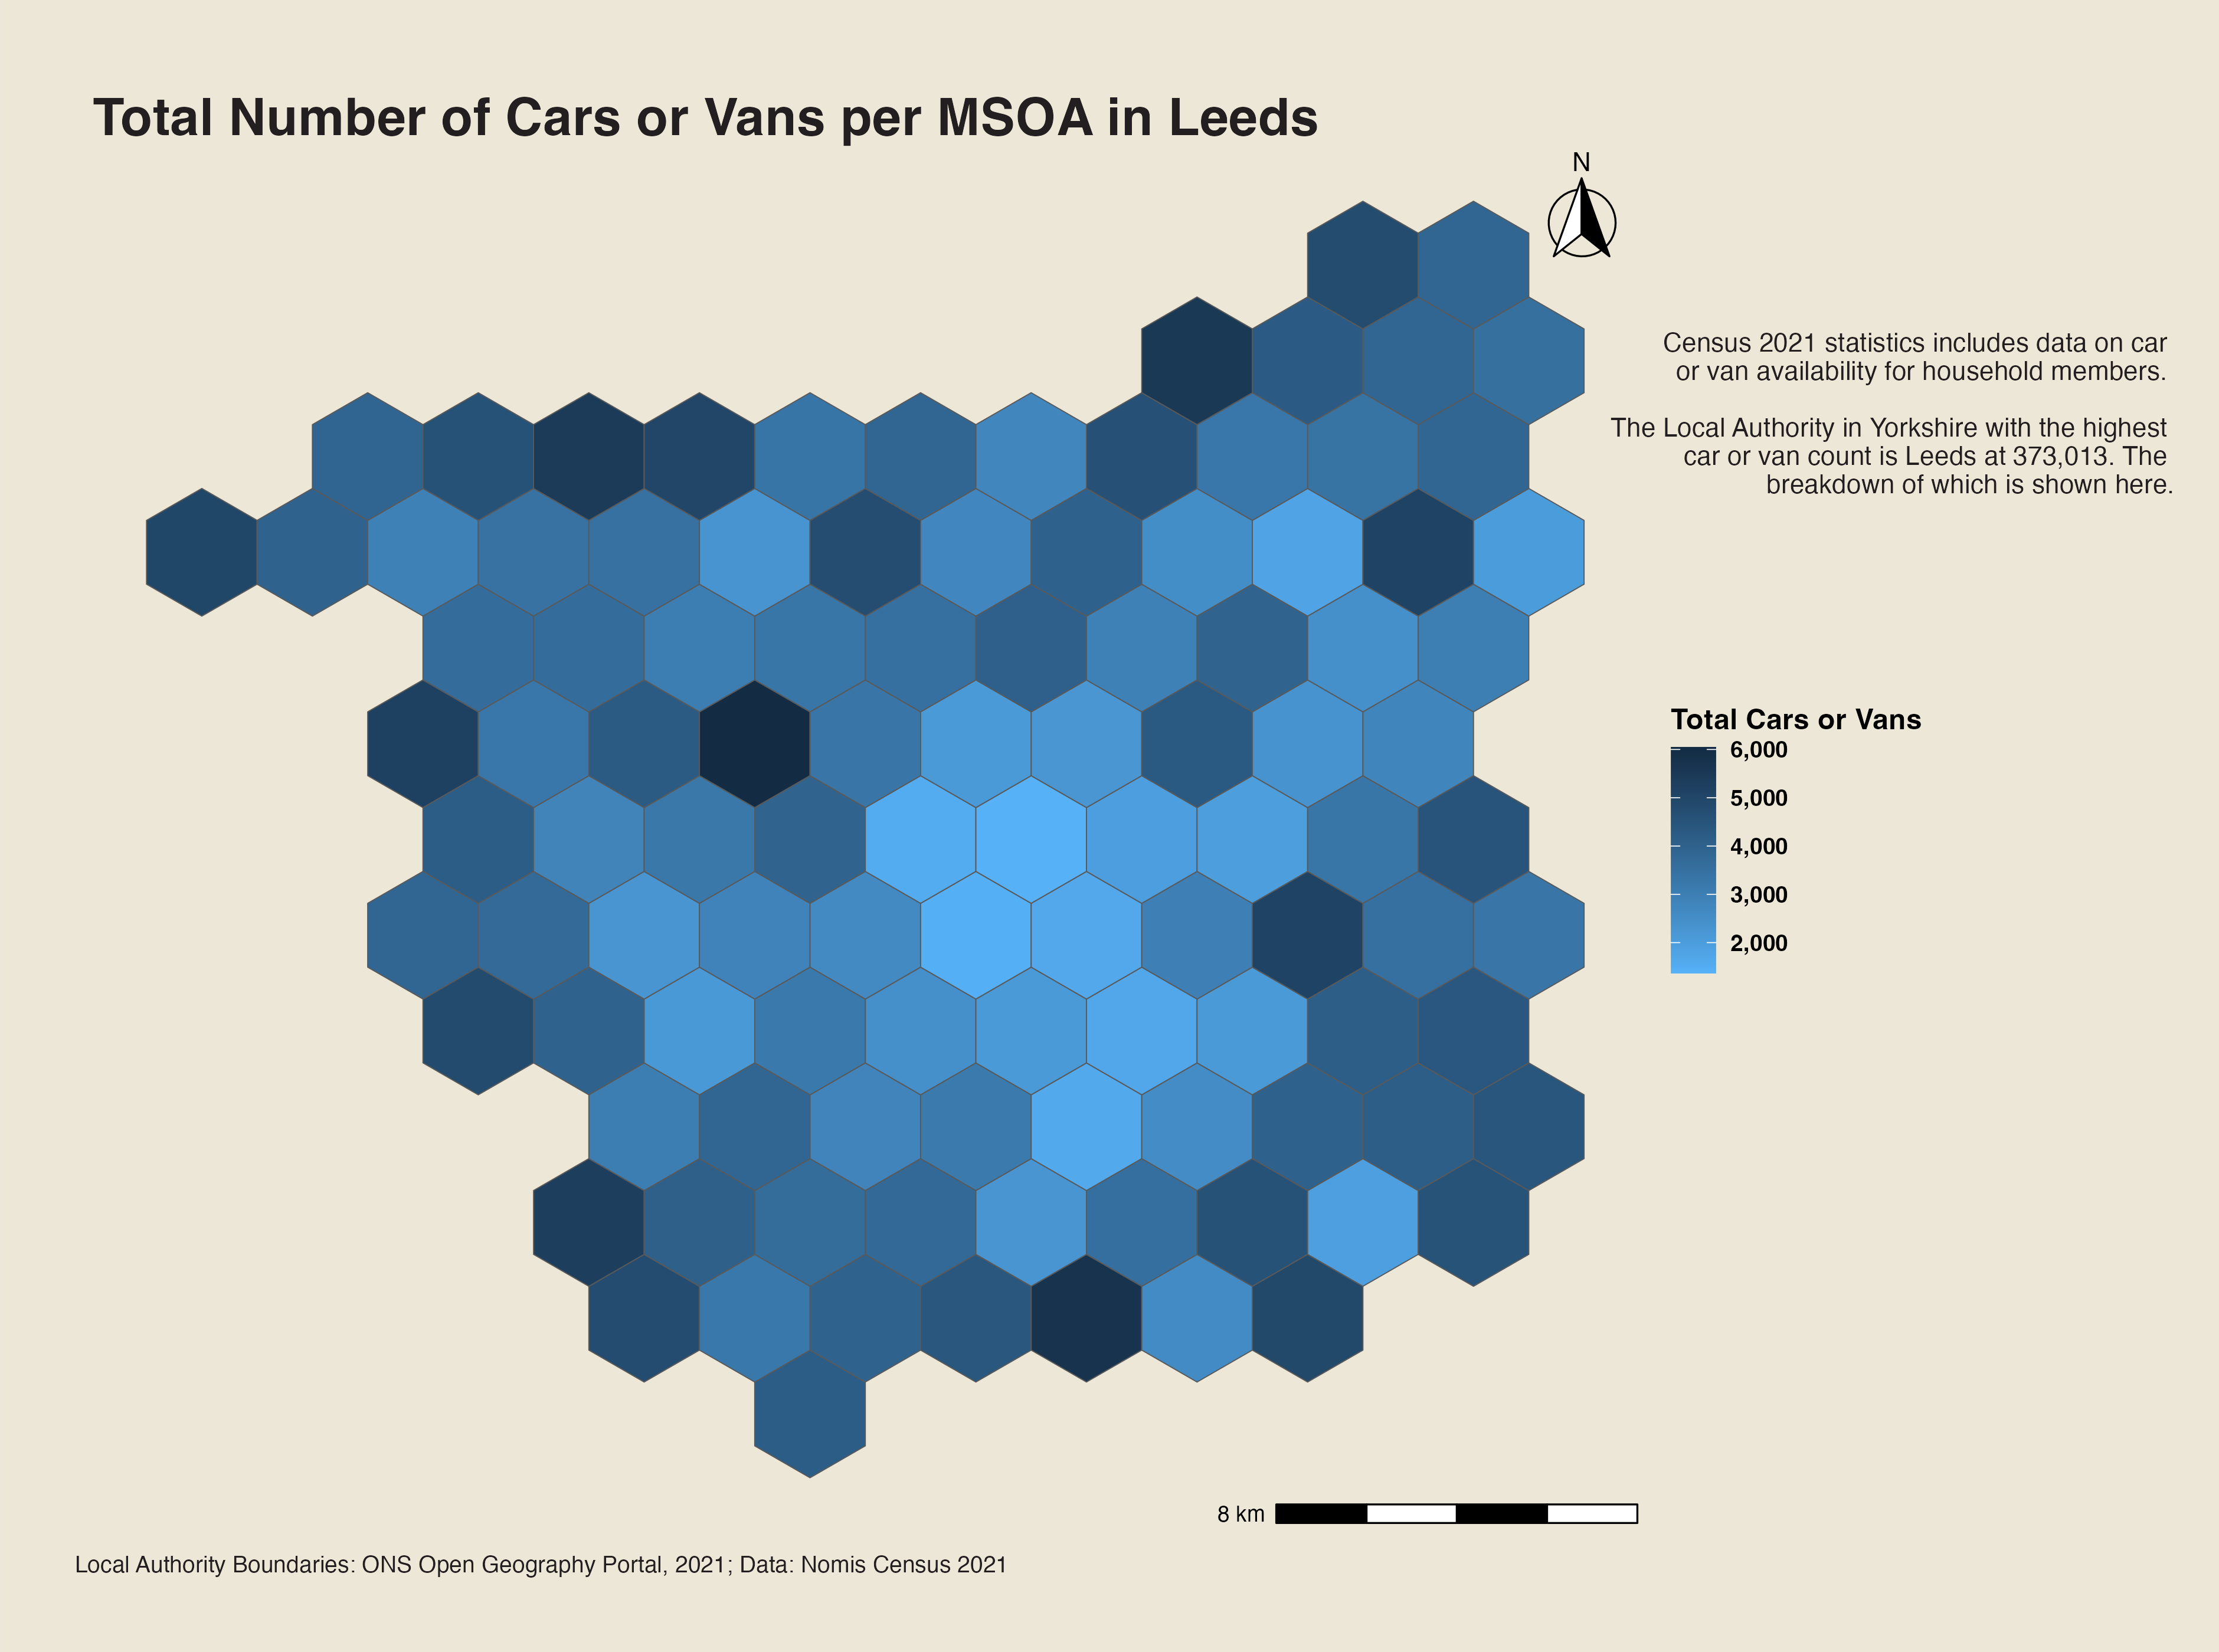 Total Number of Cars or Vans per MSOA in Leeds
N
Census 2021 statistics includes data on car
or van availability for household members.
The Local Authority in Yorkshire with the highest
car or van count is Leeds at 373,013. The
breakdown of which is shown here.
Total Cars or Vans
6,000
5,000
4,000
3,000
2,000
8 km
Local Authority Boundaries: ONS Open Geography Portal, 2021; Data: Nomis Census 2021